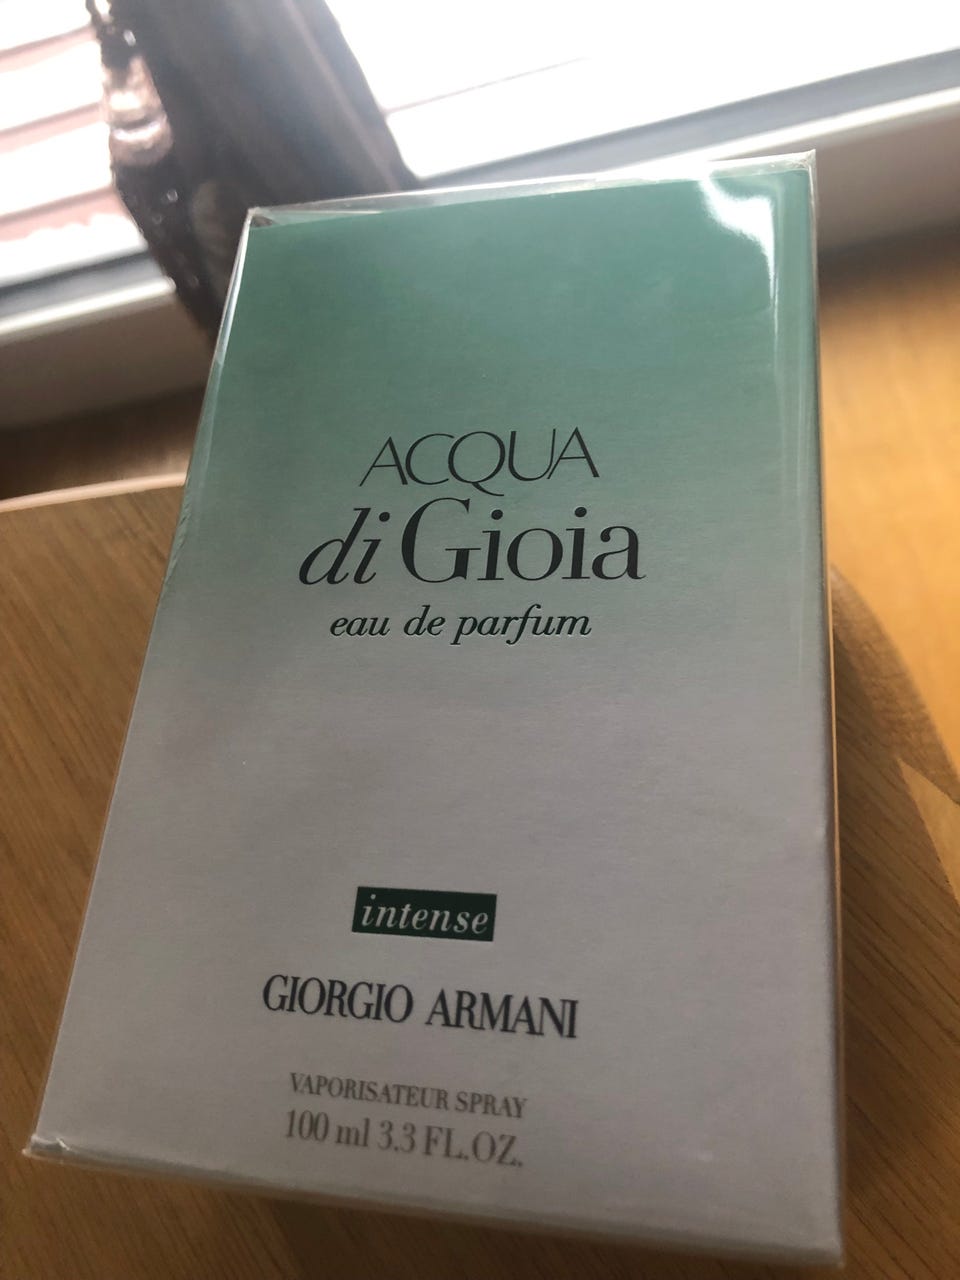 ACQUA
di Gioia
eau de parfum
intense
GIORGIO ARMANI
VAPORISATEUR SPRAY
100 ml 3.3 FL.OZ.